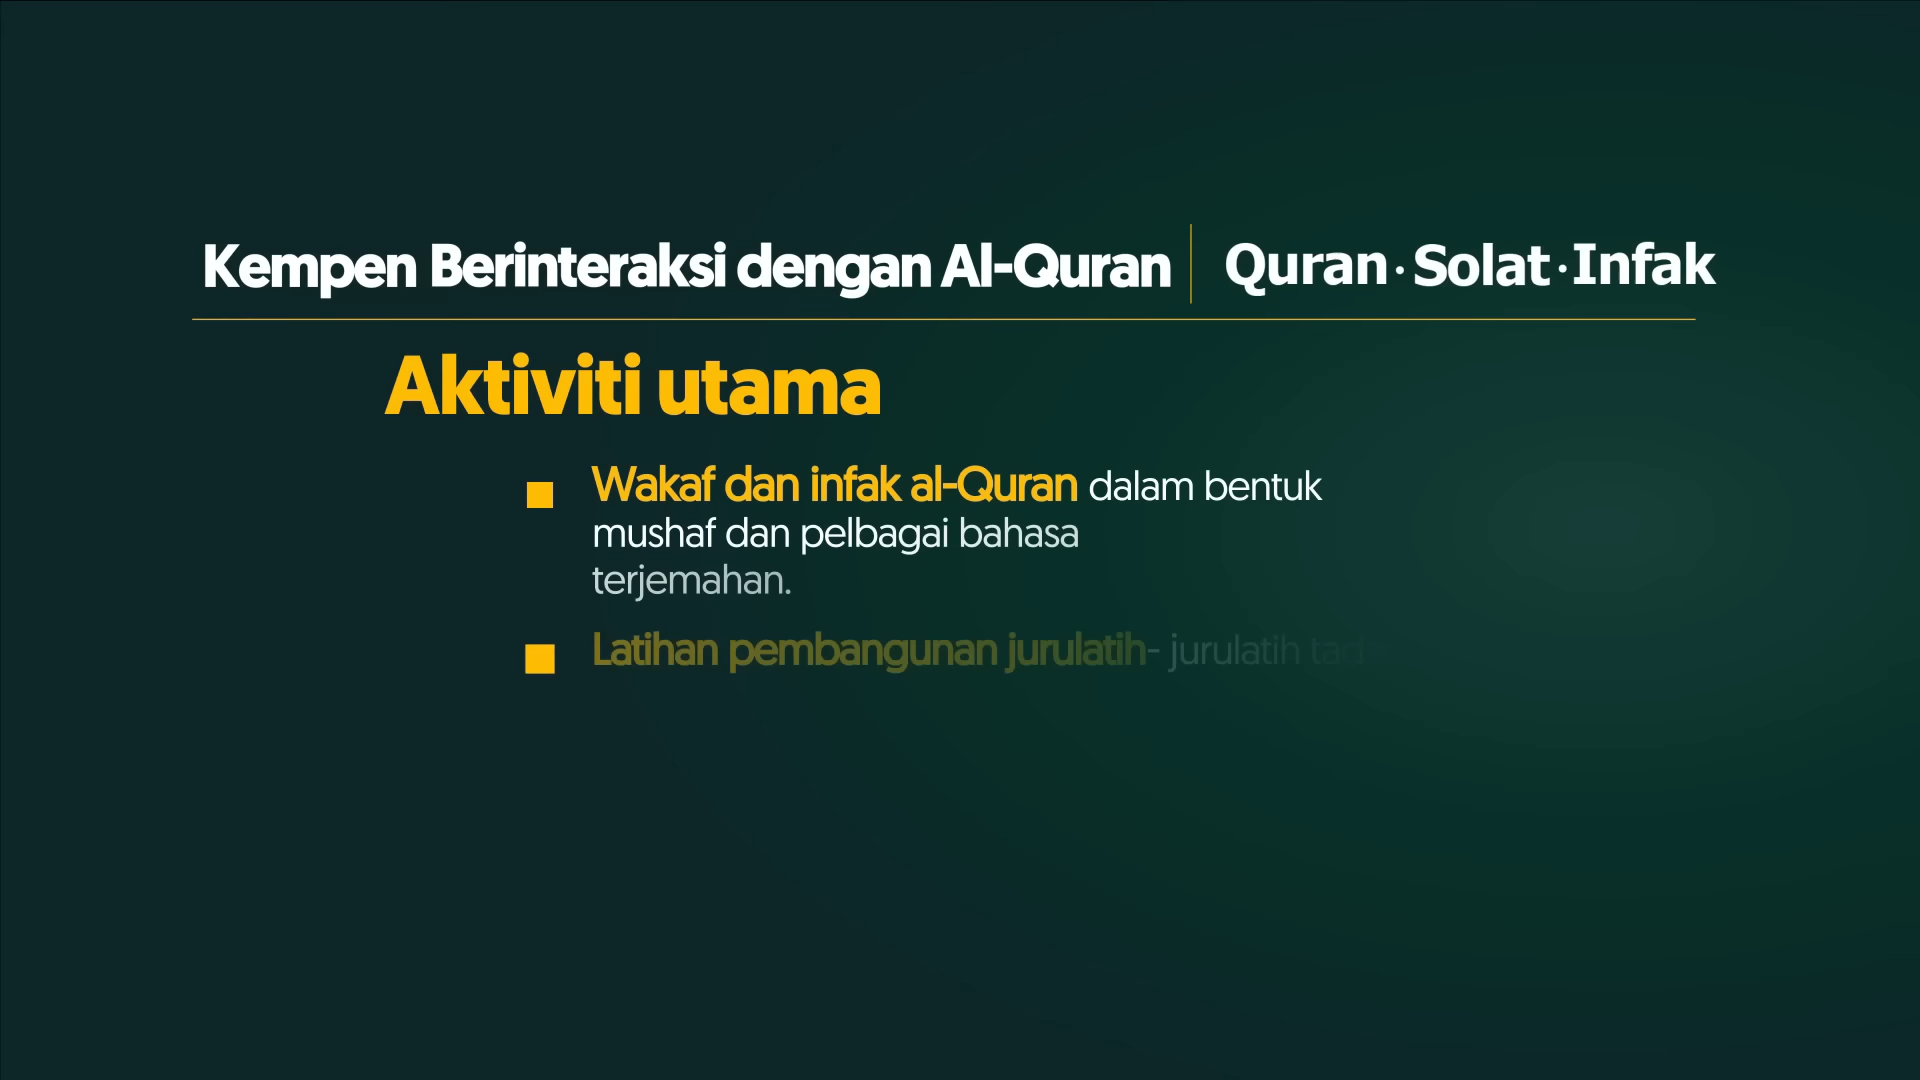 Kempen Berinteraksi dengan Al-Quran
Quran · Solat · Infak
Aktiviti utama
Wakaf dan infak al-Quran dalam bentuk
mushaf dan pelbagai bahasa
terjemahan.
Latihan pembangunan jurulatih- jurulatih